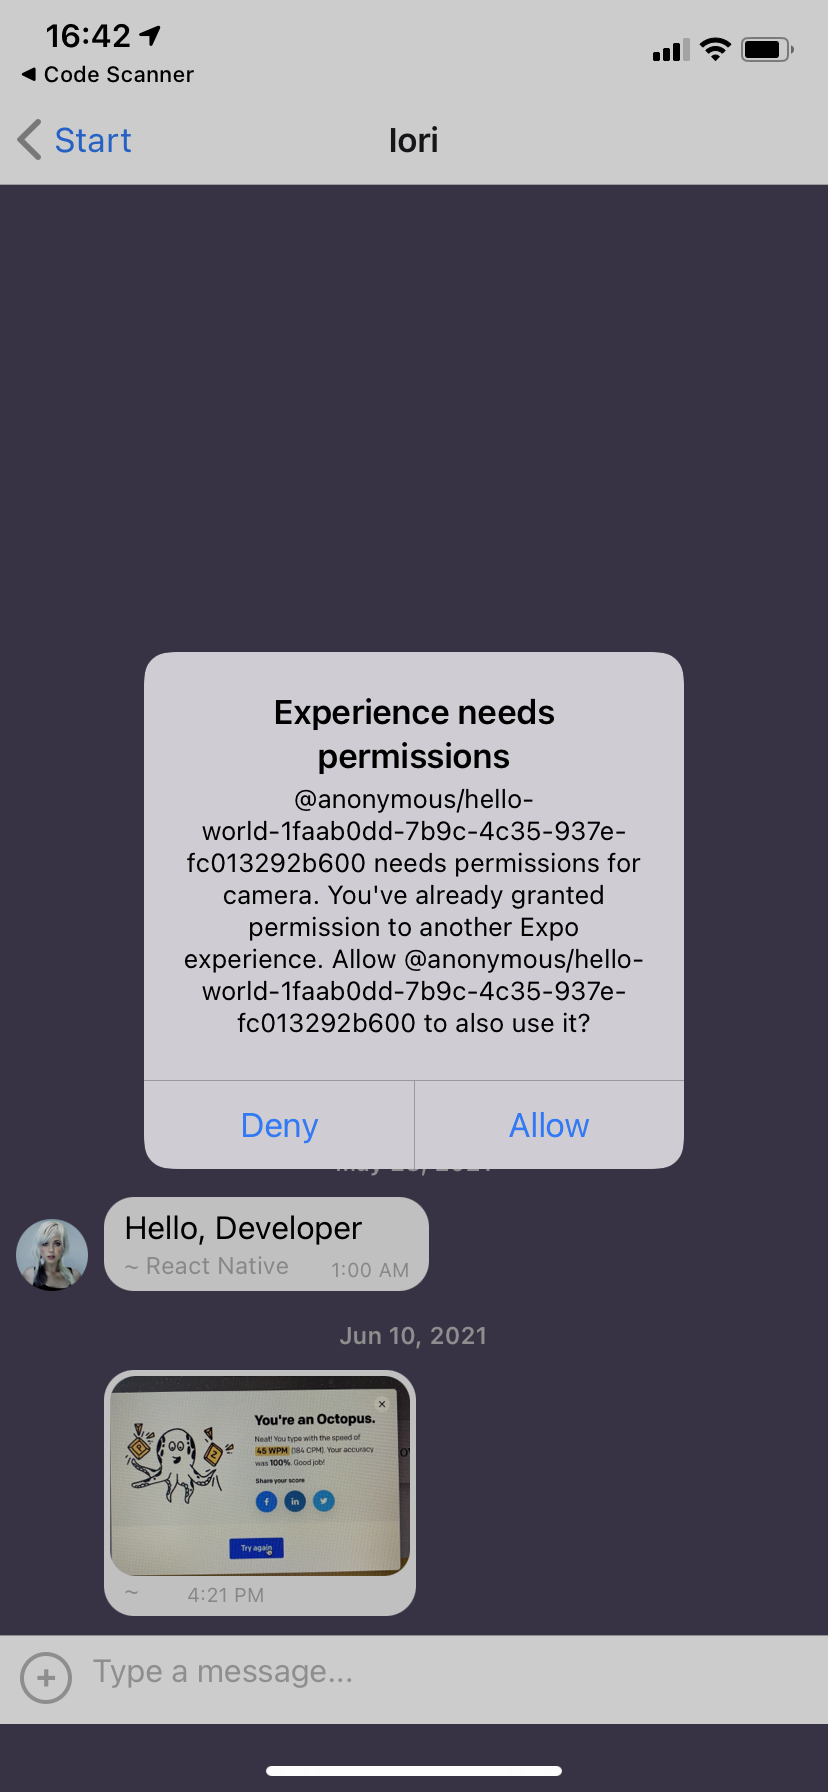 16:42
Code Scanner
Start
Iori
Experience needs
permissions
@anonymous/hello-
world-1faab0dd-7b9c-4c35-937e-
fc013292b600 needs permissions for
camera. You've already granted
permission to another Expo
experience. Allow @anonymous/hello-
world-1faab0dd-7b9c-4c35-937e-
fc013292b600 to also use it?
Deny
Allow
Hello, Developer
~ React Native
1:00 AM
Jun 10, 2021
You're an Octopus.
Neat! You type with the speed of
45 WPM (184 CPM). Your accuracy
was 100%. Good job!
Share your score
Try again
~
4:21 PM
Type a message...